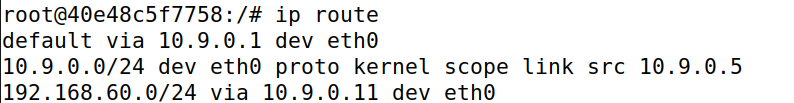 root@40e48c5f7758:/# ip route
default via 10.9.0.1 dev eth0
10.9.0.0/24 dev eth0 proto kernel scope link src 10.9.0.5
192.168.60.0/24 via 10.9.0.11 dev eth0